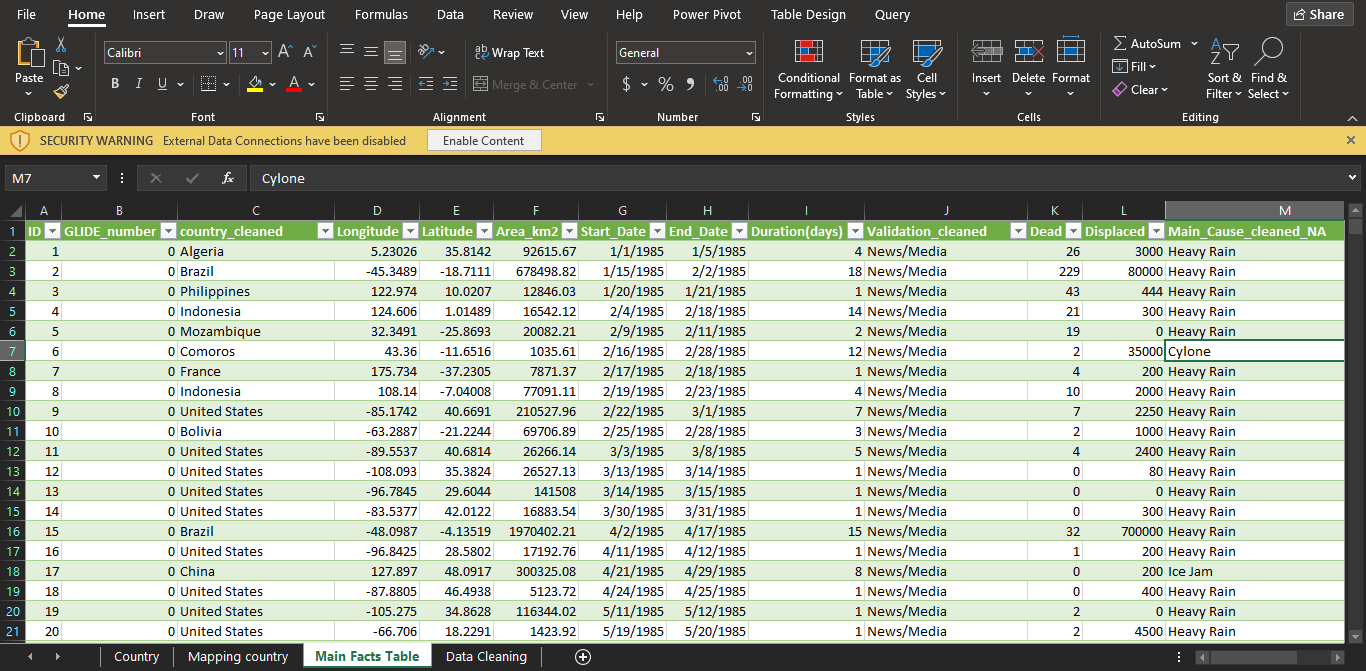 File Home Insert Draw Page Layout Formulas Data Review View Help Power Pivot Table Design Query Share
Calibri 11 Wrap Text General AutoSum
Fill
Paste B I U Merge & Center $ % 9 Conditional Formatting Format as Table Cell Styles Insert Delete Format Clear Sort & Filter Find & Select
Clipboard Font Alignment Number Styles Cells Editing
SECURITY WARNING External Data Connections have been disabled Enable Content
M7 fx Cylone
A B C D E F G H I J K L M
1 ID GLIDE_number country_cleaned Longitude Latitude Area_km2 Start_Date End_Date Duration(days) Validation_cleaned Dead Displaced Main_Cause_cleaned_NA
2 1 0 Algeria 5.23026 35.8142 92615.67 1/1/1985 1/5/1985 4 News/Media 26 3000 Heavy Rain
3 2 0 Brazil -45.3489 -18.7111 678498.82 1/15/1985 2/2/1985 18 News/Media 229 80000 Heavy Rain
4 3 0 Philippines 122.974 10.0207 12846.03 1/20/1985 1/21/1985 1 News/Media 43 444 Heavy Rain
5 4 0 Indonesia 124.606 1.01489 16542.12 2/4/1985 2/18/1985 14 News/Media 21 300 Heavy Rain
6 5 0 Mozambique 32.3491 -25.8693 20082.21 2/9/1985 2/11/1985 2 News/Media 19 0 Heavy Rain
7 6 0 Comoros 43.36 -11.6516 1035.61 2/16/1985 2/28/1985 12 News/Media 2 35000 Cylone
8 7 0 France 175.734 -37.2305 7871.37 2/17/1985 2/18/1985 1 News/Media 4 200 Heavy Rain
9 8 0 Indonesia 108.14 -7.04008 77091.11 2/19/1985 2/23/1985 4 News/Media 10 2000 Heavy Rain
10 9 0 United States -85.1742 40.6691 210527.96 2/22/1985 3/1/1985 7 News/Media 7 2250 Heavy Rain
11 10 0 Bolivia -63.2887 -21.2244 69706.89 2/25/1985 2/28/1985 3 News/Media 2 1000 Heavy Rain
12 11 0 United States -89.5537 40.6814 26266.14 3/3/1985 3/8/1985 5 News/Media 4 2400 Heavy Rain
13 12 0 United States -108.093 35.3824 26527.13 3/13/1985 3/14/1985 1 News/Media 0 80 Heavy Rain
14 13 0 United States -96.7845 29.6044 141508 3/14/1985 3/15/1985 1 News/Media 0 0 Heavy Rain
15 14 0 United States -83.5377 42.0122 16883.54 3/30/1985 3/31/1985 1 News/Media 0 300 Heavy Rain
16 15 0 Brazil -48.0987 -4.13519 1970402.21 4/2/1985 4/17/1985 15 News/Media 32 700000 Heavy Rain
17 16 0 United States -96.8425 28.5802 17192.76 4/11/1985 4/12/1985 1 News/Media 1 200 Heavy Rain
18 17 0 China 127.897 48.0917 300325.08 4/21/1985 4/29/1985 8 News/Media 0 200 Ice Jam
19 18 0 United States -87.8805 46.4938 5123.72 4/24/1985 4/25/1985 1 News/Media 0 400 Heavy Rain
20 19 0 United States -105.275 34.8628 116344.02 5/11/1985 5/12/1985 1 News/Media 2 0 Heavy Rain
21 20 0 United States -66.706 18.2291 1423.92 5/19/1985 5/20/1985 1 News/Media 2 4500 Heavy Rain
Country Mapping country Main Facts Table Data Cleaning